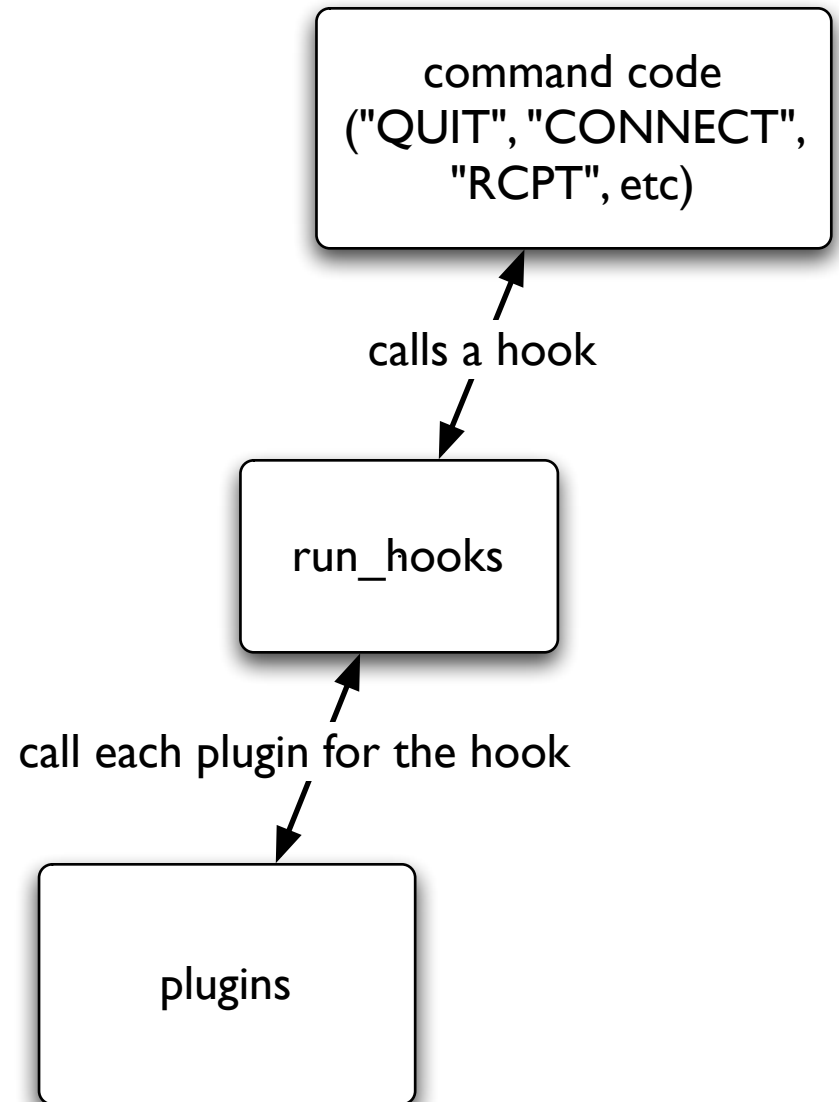 command code
("QUIT", "CONNECT",
"RCPT", etc)
calls a hook
run_hooks
call each plugin for the hook
plugins